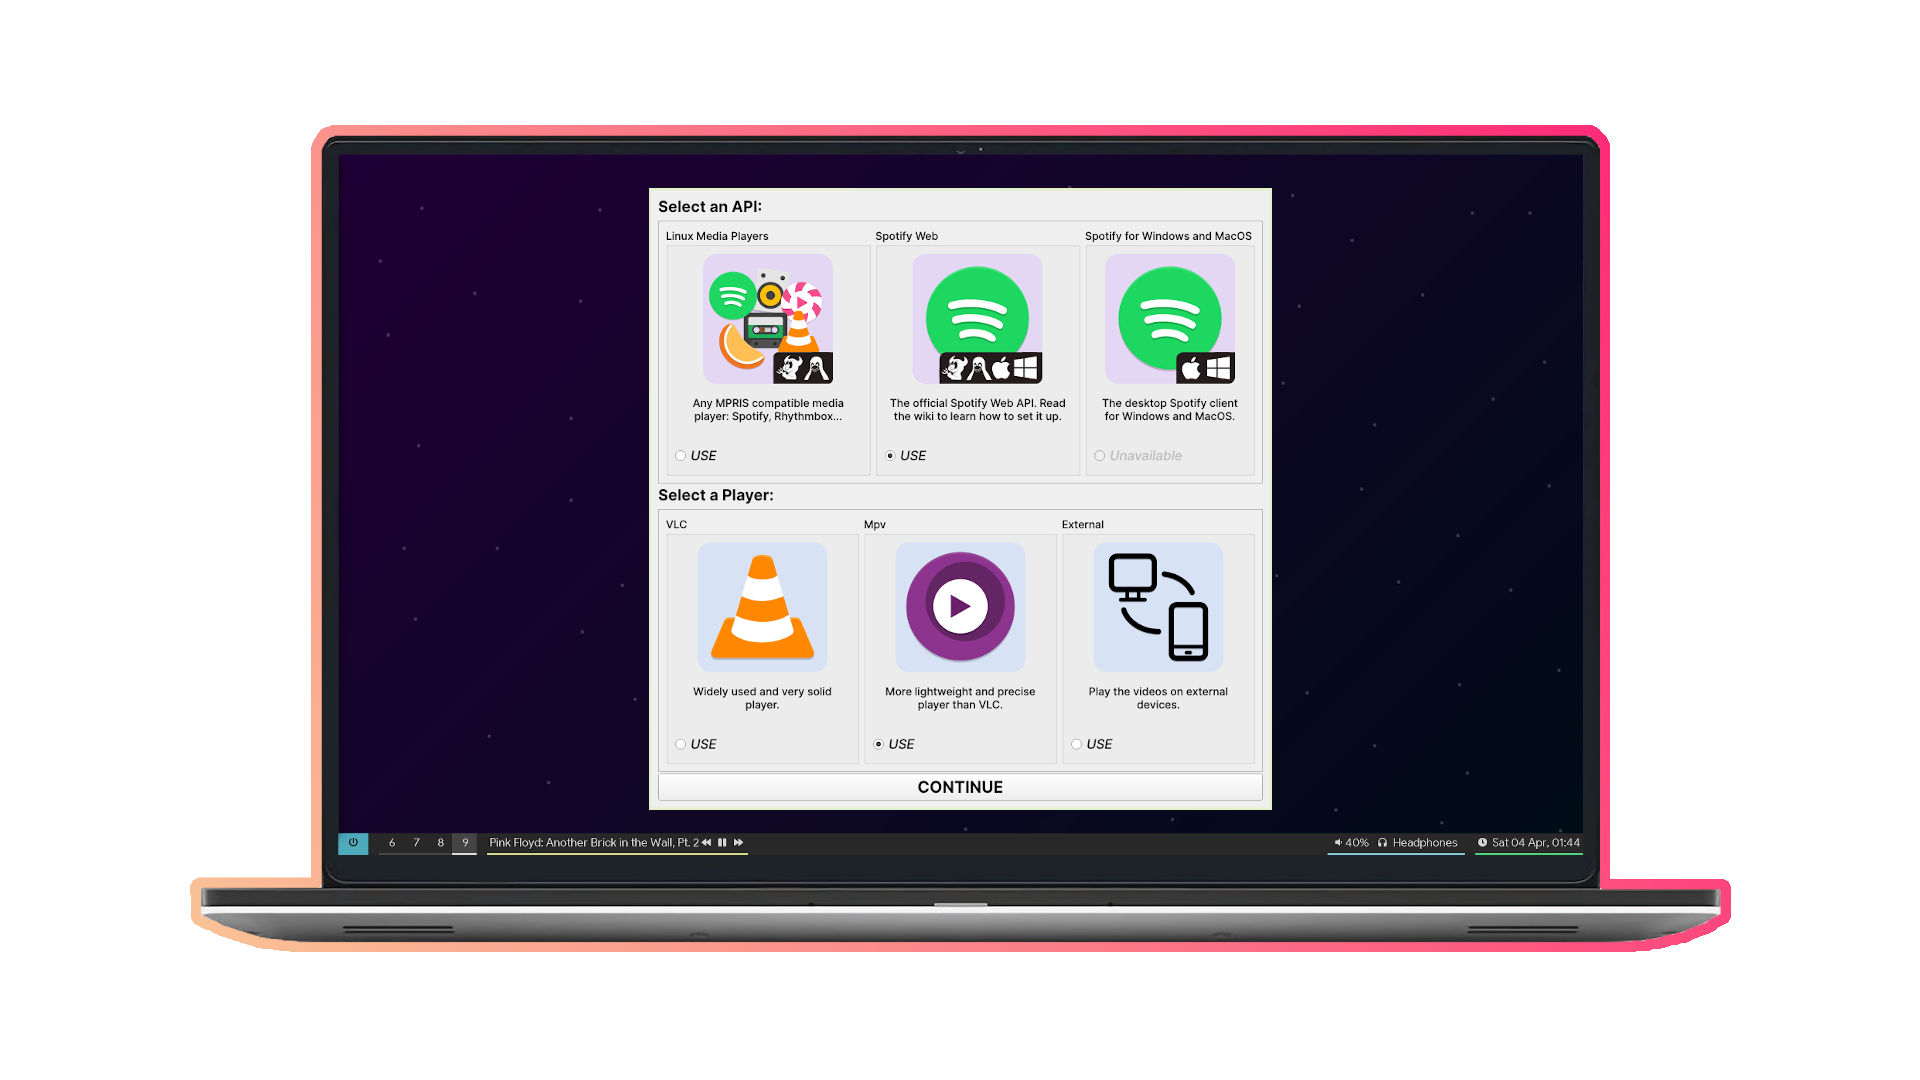 Select an API:
Linux Media Players
Spotify Web
Spotify for Windows and MacOS
Any MPRIS compatible media
player: Spotify, Rhythmbox...
The official Spotify Web API. Read
the wiki to learn how to set it up.
The desktop Spotify client
for Windows and MacOS.
USE
USE
Unavailable
Select a Player:
VLC
Mpv
External
Widely used and very solid
player.
More lightweight and precise
player than VLC.
Play the videos on external
devices.
USE
USE
USE
CONTINUE
6 7 8 9 Pink Floyd: Another Brick in the Wall, Pt. 2 40% Headphones Sat 04 Apr, 01:44